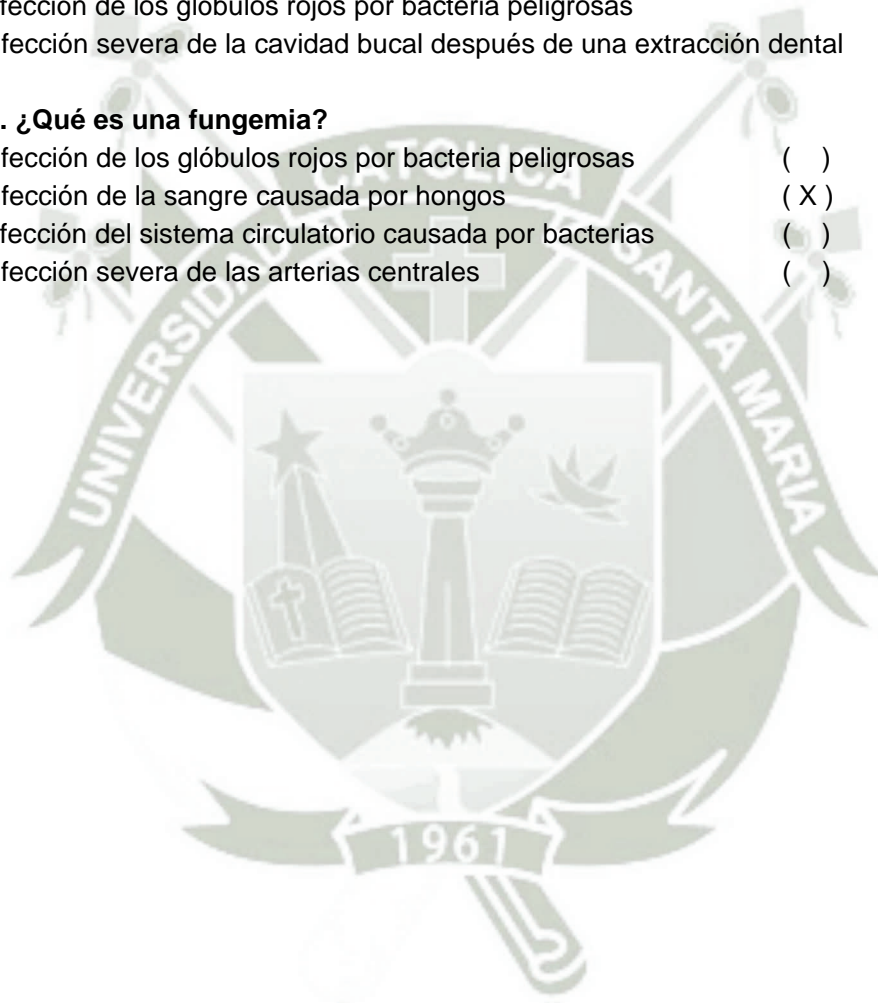 fección de los glóbulos rojos por bacteria peligrosas
fección severa de la cavidad bucal después de una extracción dental
. ¿Qué es una fungemia?
fección de los glóbulos rojos por bacteria peligrosas ( )
fección de la sangre causada por hongos ( X )
fección del sistema circulatorio causada por bacterias ( )
fección severa de las arterias centrales ( )
UNIVERSIDAD CATOLICA SANTA MARIA
1961